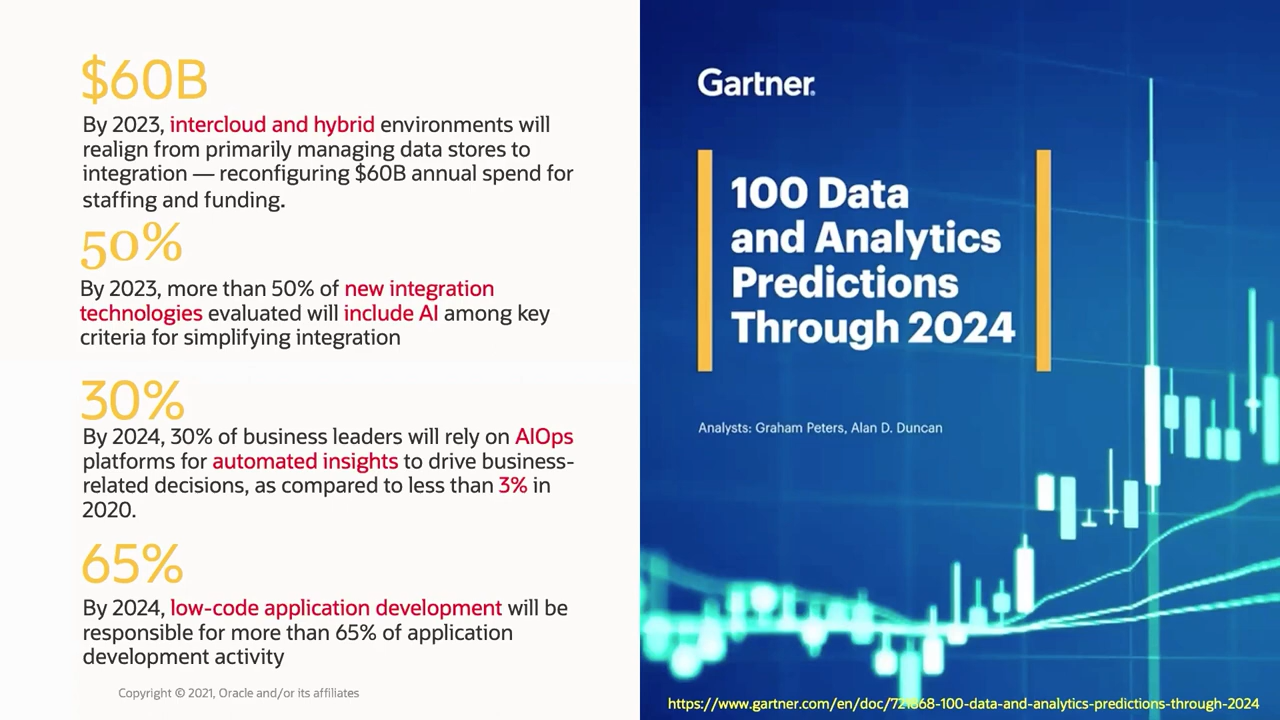 $60B
By 2023, intercloud and hybrid environments will
realign from primarily managing data stores to
integration — reconfiguring $60B annual spend for
staffing and funding.
50%
By 2023, more than 50% of new integration
technologies evaluated will include AI among key
criteria for simplifying integration
30%
By 2024, 30% of business leaders will rely on AIOps
platforms for automated insights to drive business-
related decisions, as compared to less than 3% in
2020.
65%
By 2024, low-code application development will be
responsible for more than 65% of application
development activity
Copyright © 2021, Oracle and/or its affiliates
Gartner®
100 Data
and Analytics
Predictions
Through 2024
Analysts: Graham Peters, Alan D. Duncan
https://www.gartner.com/en/doc/721868-100-data-and-analytics-predictions-through-2024